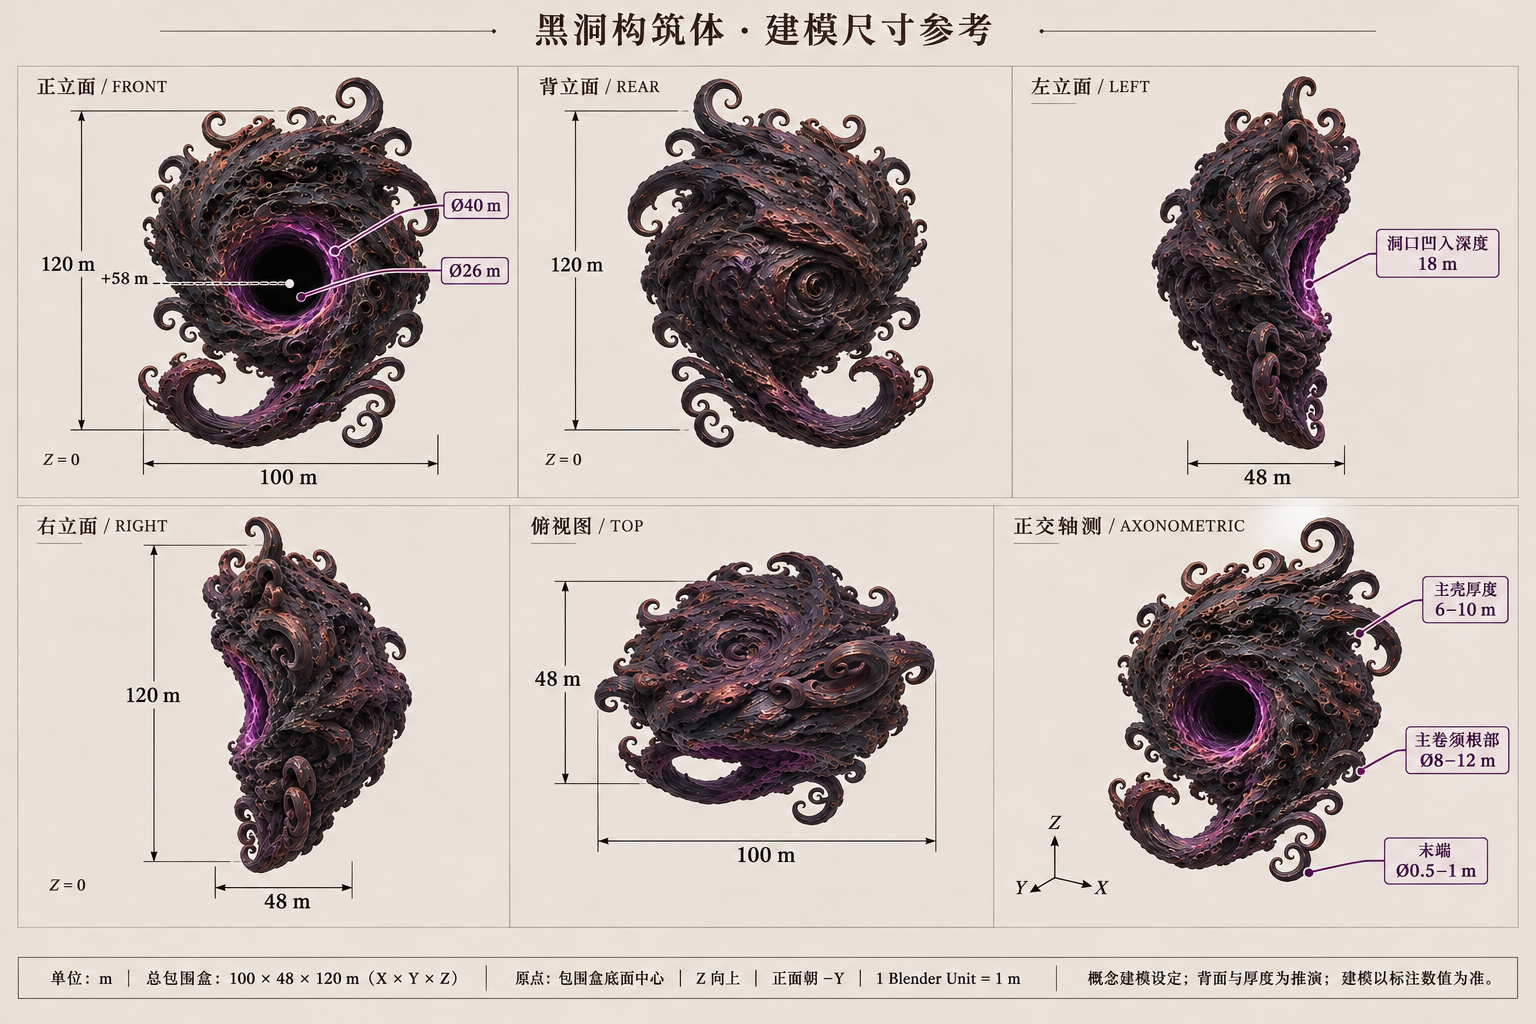 黑洞构筑体 · 建模尺寸参考
正立面 / FRONT
120 m
+58 m
Ø40 m
Ø26 m
Z = 0
100 m
背立面 / REAR
120 m
Z = 0
左立面 / LEFT
洞口凹入深度
18 m
48 m
右立面 / RIGHT
120 m
Z = 0
48 m
俯视图 / TOP
48 m
100 m
正交轴测 / AXONOMETRIC
主壳厚度
6–10 m
主卷须根部
Ø8–12 m
末端
Ø0.5–1 m
Z
Y
X
单位：m | 总包围盒：100 × 48 × 120 m（X × Y × Z） | 原点：包围盒底面中心 | Z 向上 | 正面朝 −Y | 1 Blender Unit = 1 m | 概念建模设定；背面与厚度为推演；建模以标注数值为准。